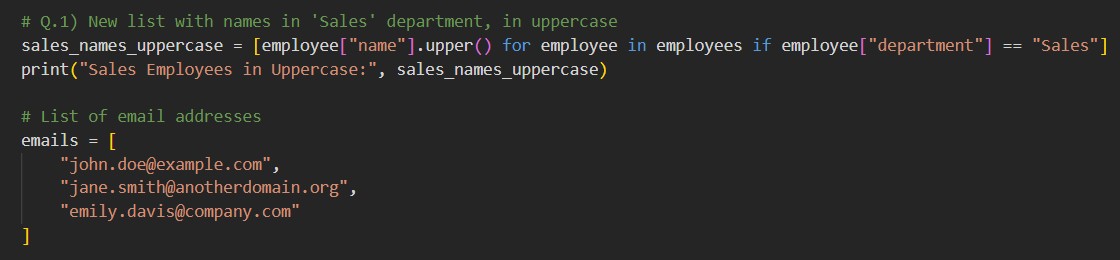 # Q.1) New list with names in 'Sales' department, in uppercase
sales_names_uppercase = [employee["name"].upper() for employee in employees if employee["department"] == "Sales"]
print("Sales Employees in Uppercase:", sales_names_uppercase)

# List of email addresses
emails = [
    "john.doe@example.com",
    "jane.smith@anotherdomain.org",
    "emily.davis@company.com"
]